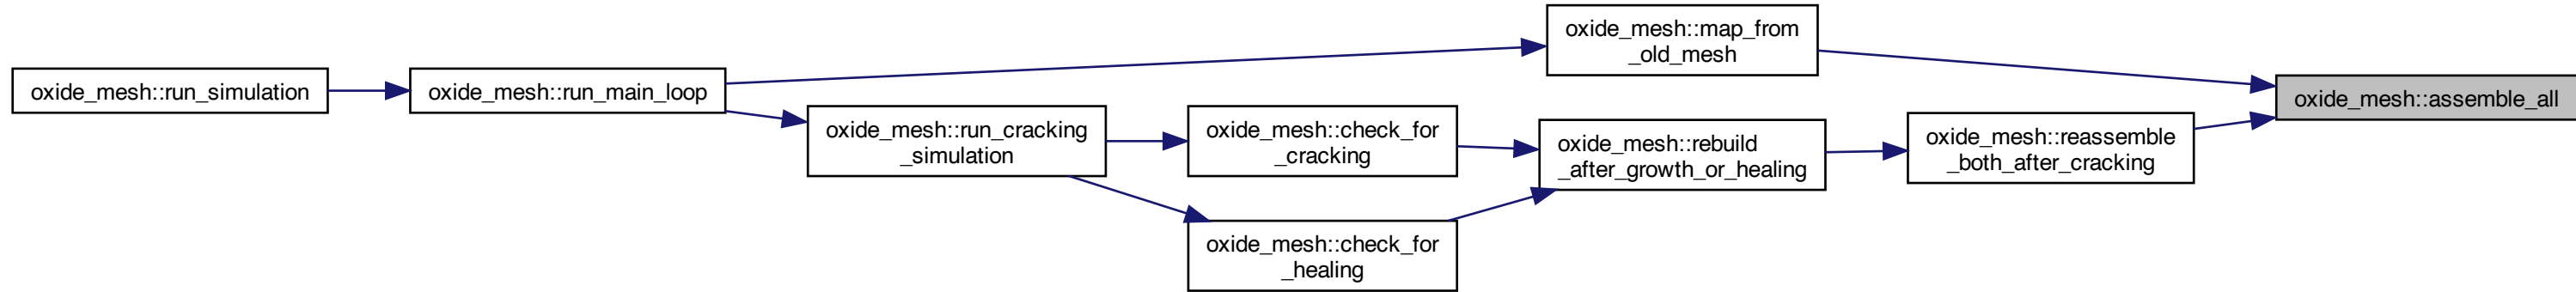 oxide_mesh::run_simulation
oxide_mesh::run_main_loop
oxide_mesh::run_cracking
_simulation
oxide_mesh::check_for
_cracking
oxide_mesh::check_for
_healing
oxide_mesh::map_from
_old_mesh
oxide_mesh::rebuild
_after_growth_or_healing
oxide_mesh::reassemble
_both_after_cracking
oxide_mesh::assemble_all